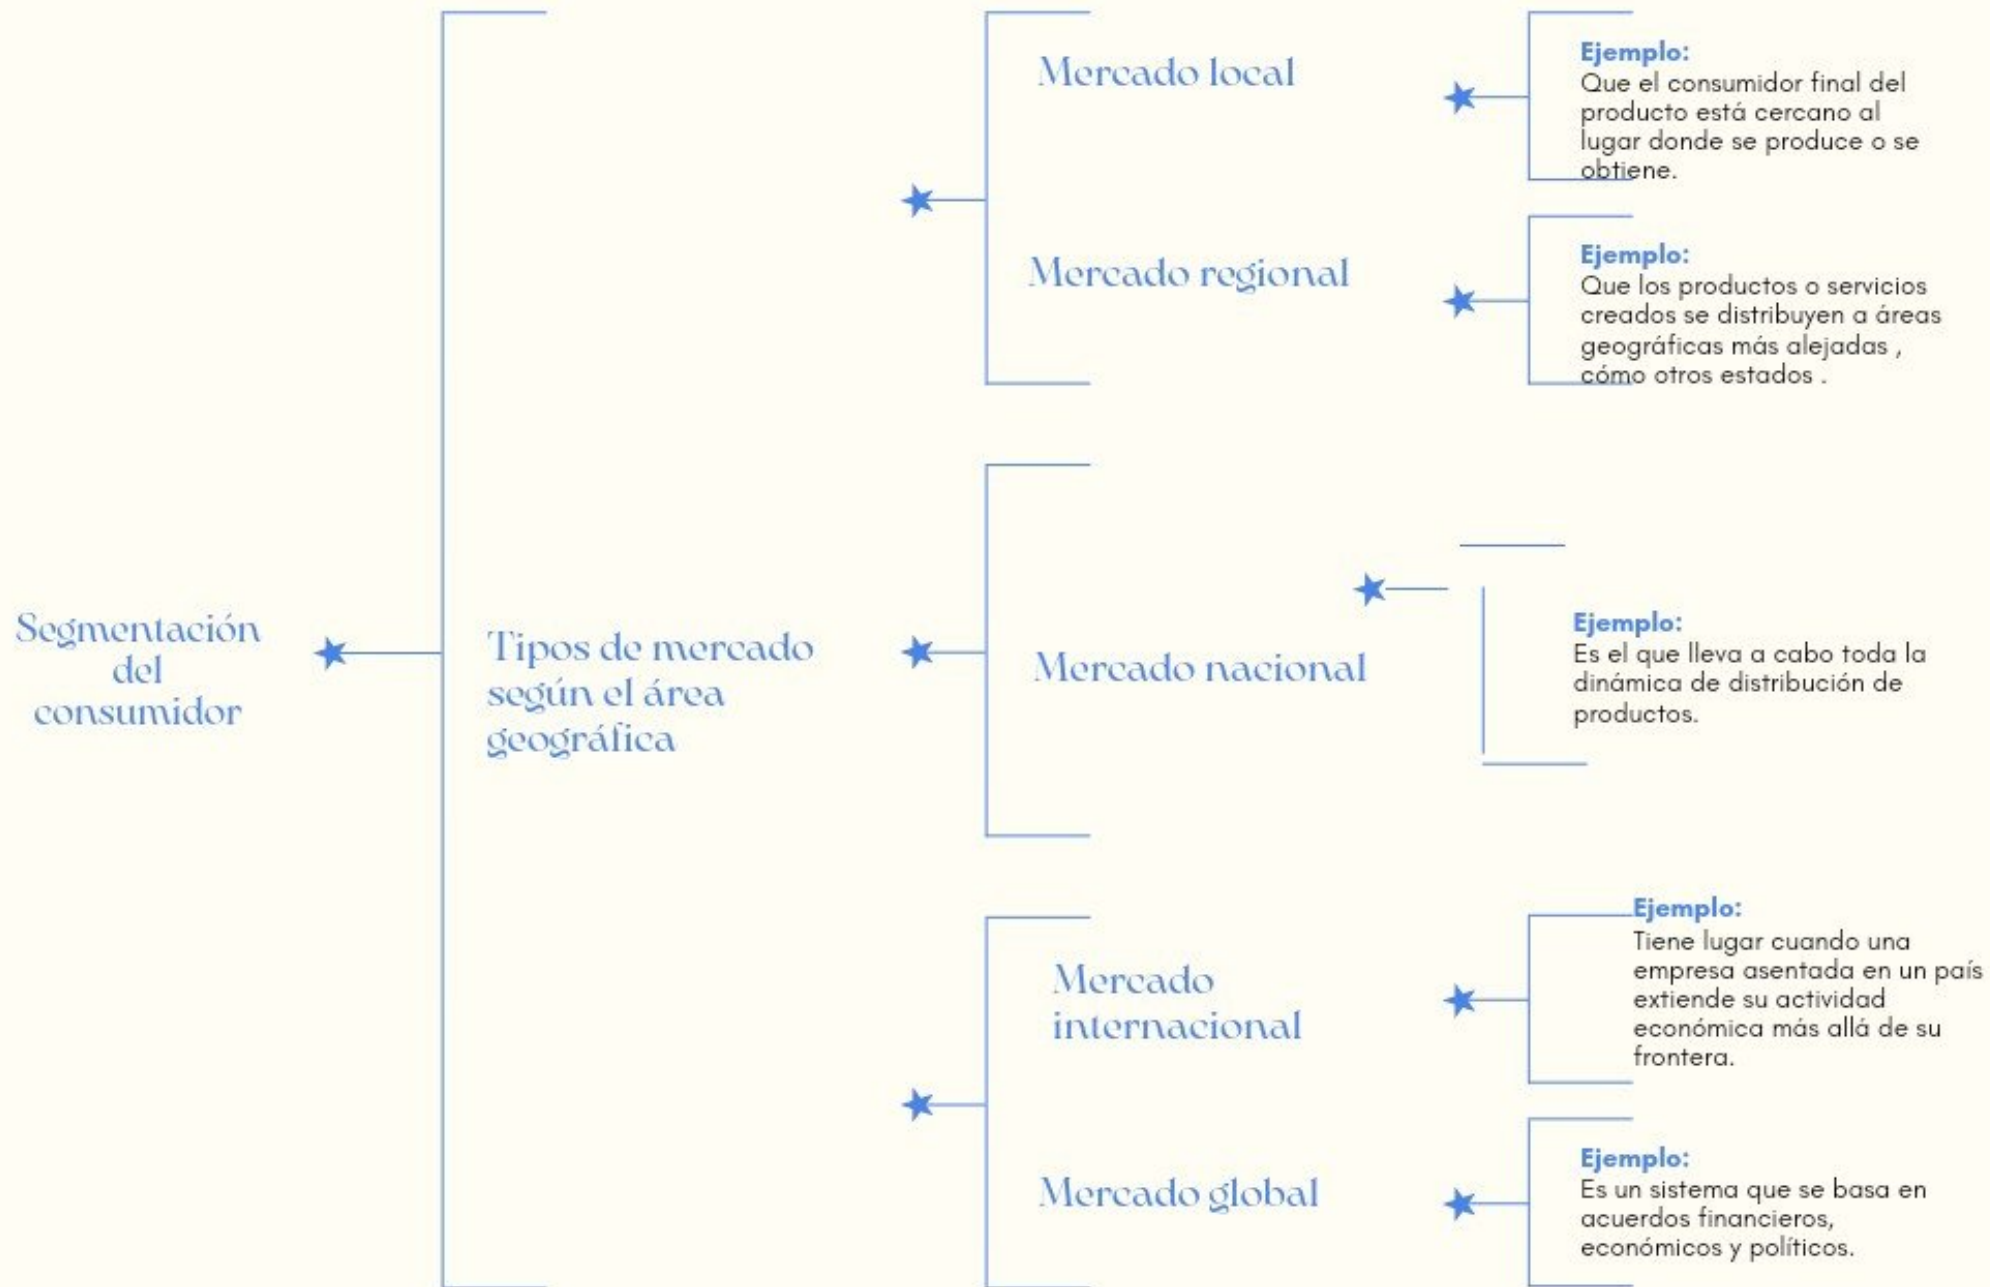 Segmentación
del
consumidor
Tipos de mercado
según el área
geográfica
Mercado local
Ejemplo:
Que el consumidor final del
producto está cercano al
lugar donde se produce o se
obtiene.
Mercado regional
Ejemplo:
Que los productos o servicios
creados se distribuyen a áreas
geográficas más alejadas ,
cómo otros estados .
Mercado nacional
Ejemplo:
Es el que lleva a cabo toda la
dinámica de distribución de
productos.
Mercado
internacional
Ejemplo:
Tiene lugar cuando una
empresa asentada en un país
extiende su actividad
económica más allá de su
frontera.
Mercado global
Ejemplo:
Es un sistema que se basa en
acuerdos financieros,
económicos y políticos.